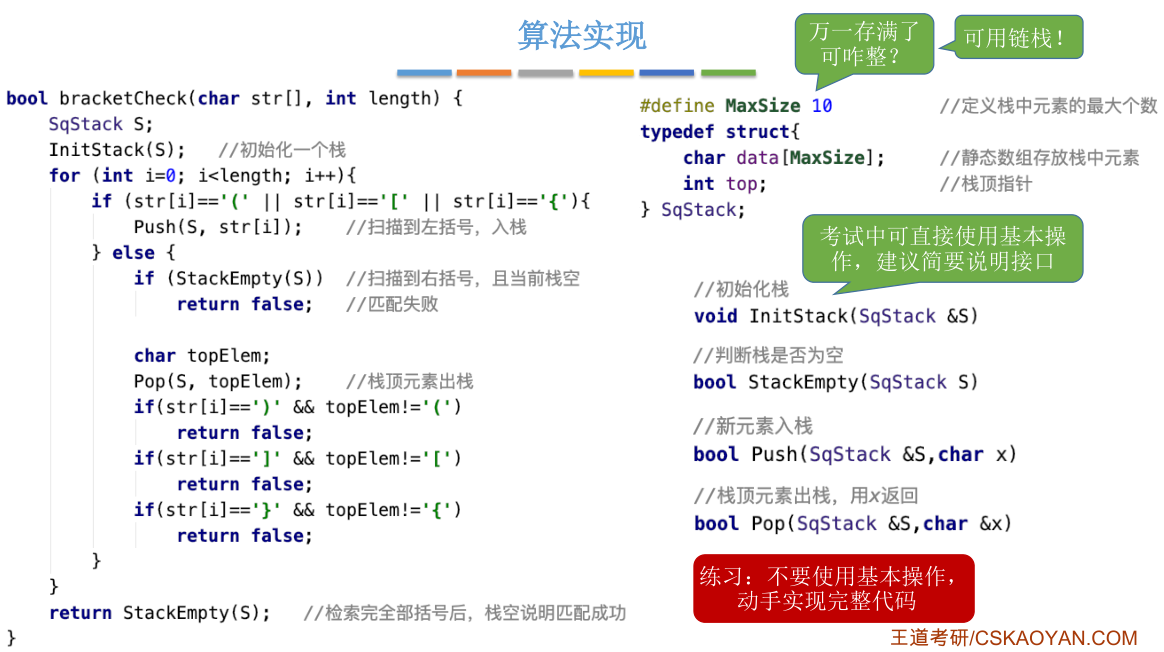 算法实现
bool bracketCheck(char str[], int length) {
SqStack S;
InitStack(S); //初始化一个栈
for (int i=0; i<length; i++){
if (str[i]=='(' || str[i]=='[' || str[i]=='{'){
Push(S, str[i]); //扫描到左括号，入栈
} else {
if (StackEmpty(S)) //扫描到右括号，且当前栈空
return false; //匹配失败
char topElem;
Pop(S, topElem); //栈顶元素出栈
if(str[i]==')' && topElem!='(')
return false;
if(str[i]==']' && topElem!='[')
return false;
if(str[i]=='}' && topElem!='{')
return false;
}
}
return StackEmpty(S); //检索完全部括号后，栈空说明匹配成功
}
万一存满了
可咋整？
可用链栈！
#define MaxSize 10 //定义栈中元素的最大个数
typedef struct{
char data[MaxSize]; //静态数组存放栈中元素
int top; //栈顶指针
} SqStack;
考试中可直接使用基本操
作，建议简要说明接口
//初始化栈
void InitStack(SqStack &S)
//判断栈是否为空
bool StackEmpty(SqStack S)
//新元素入栈
bool Push(SqStack &S,char x)
//栈顶元素出栈，用x返回
bool Pop(SqStack &S,char &x)
练习：不要使用基本操作，
动手实现完整代码
王道考研/CSKAOYAN.COM